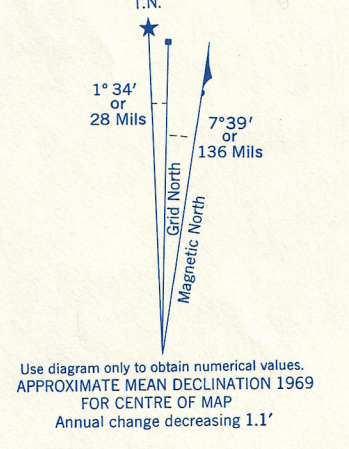 T.N.
1° 34′
or
28 Mils
7°39′
or
136 Mils
Grid North
Magnetic North
Use diagram only to obtain numerical values.
APPROXIMATE MEAN DECLINATION 1969
FOR CENTRE OF MAP
Annual change decreasing 1.1′